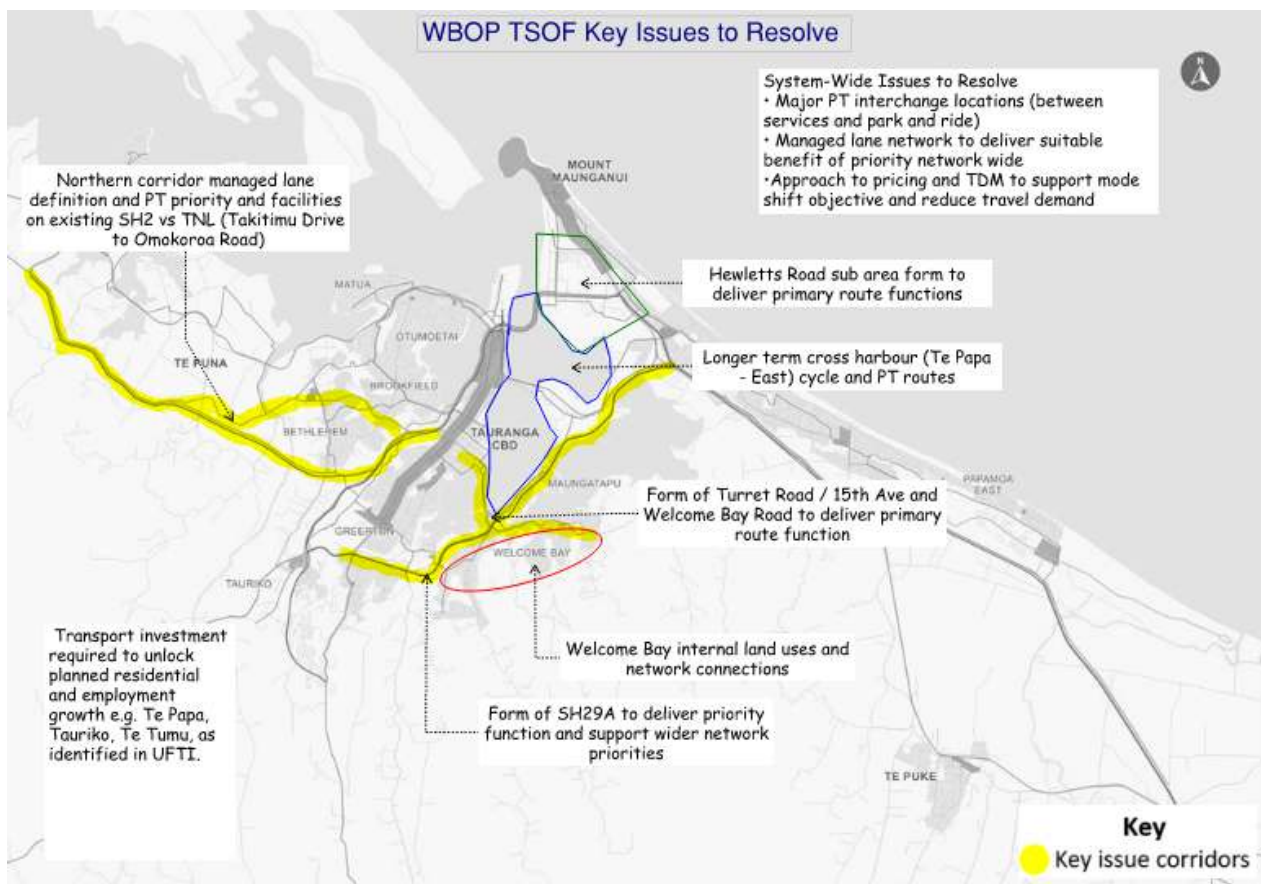 WBOP TSOF Key Issues to Resolve
N
System-Wide Issues to Resolve
• Major PT interchange locations (between
services and park and ride)
• Managed lane network to deliver suitable
benefit of priority network wide
•Approach to pricing and TDM to support mode
shift objective and reduce travel demand
Northern corridor managed lane
definition and PT priority and facilities
on existing SH2 vs TNL (Takitimu Drive
to Omokoroa Road)
MOUNT
MAUNGANUI
Hewletts Road sub area form to
deliver primary route functions
MATUA
OTUMOETAI
TE PUNA
Longer term cross harbour (Te Papa
- East) cycle and PT routes
BROOKFIELD
BETHLEHEM
TAURANGA
CBD
MAUNGATAPU
PAPAMOA
EAST
Form of Turret Road / 15th Ave and
Welcome Bay Road to deliver primary
route function
GREERTON
WELCOME BAY
TAURIKO
Transport investment
required to unlock
planned residential
and employment
growth e.g. Te Papa,
Tauriko, Te Tumu, as
identified in UFTI.
Welcome Bay internal land uses and
network connections
Form of SH29A to deliver priority
function and support wider network
priorities
TE PUKE
Key
Key issue corridors